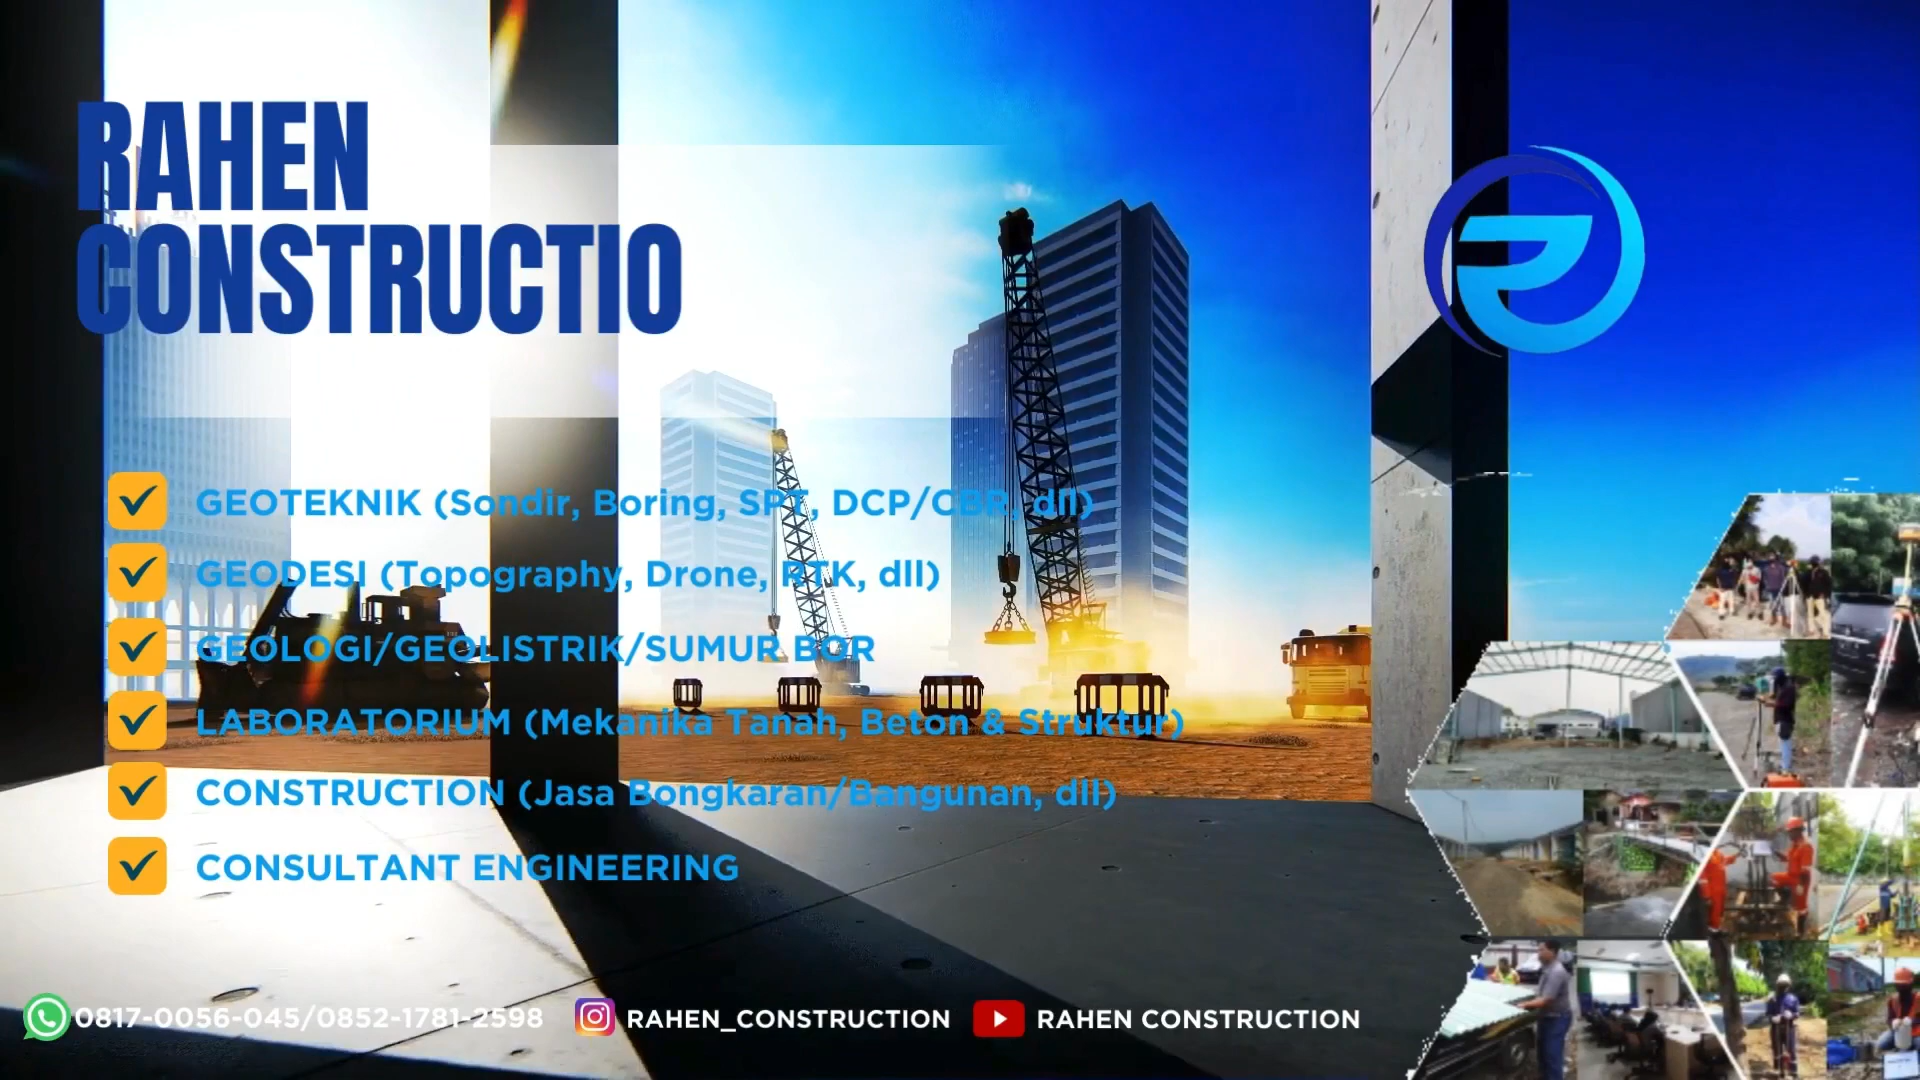 RAHEN
CONSTRUCTIO
GEOTEKNIK (Sondir, Boring, SPT, DCP/CBR, dll)
GEODESI (Topography, Drone, RTK, dll)
GEOLOGI/GEOLISTRIK/SUMUR BOR
LABORATORIUM (Mekanika Tanah, Beton & Struktur)
CONSTRUCTION (Jasa Bongkaran/Bangunan, dll)
CONSULTANT ENGINEERING
0817-0056-045/0852-1781-2598 RAHEN_CONSTRUCTION RAHEN CONSTRUCTION